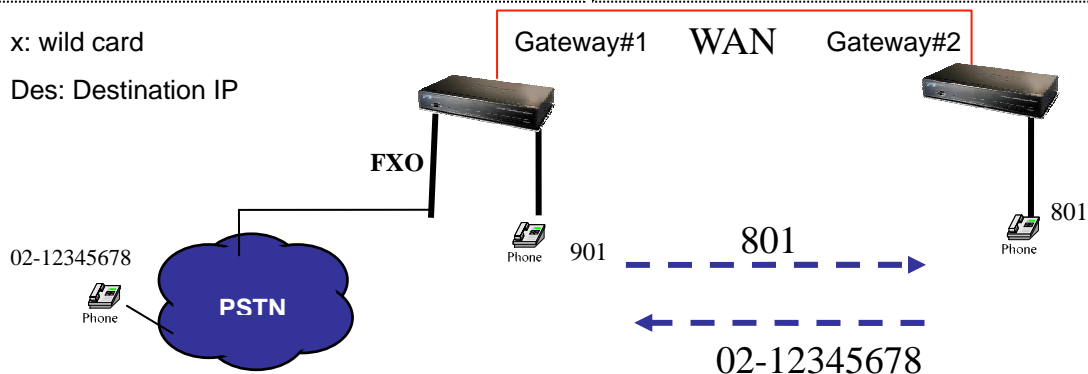 x: wild card
Gateway#1 WAN Gateway#2
Des: Destination IP
FXO
801
901
801
Phone
Phone
02-12345678
PSTN
Phone
02-12345678